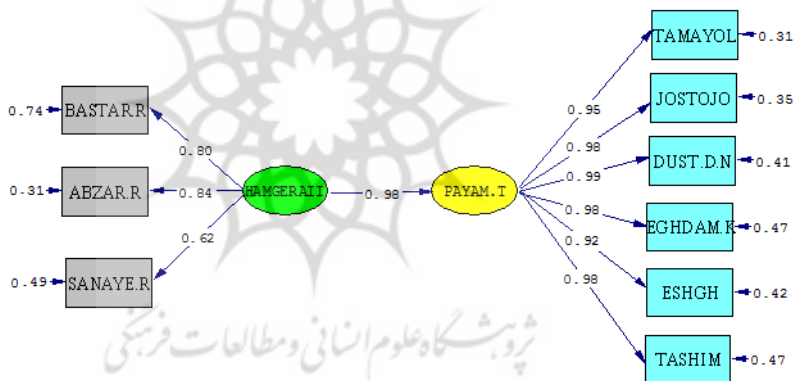 TAMAYOL
0.31
JOSTOJO
0.35
0.95
BASTAR.R
0.74
0.98
0.80
DUST.D.N
0.41
0.99
ABZAR.R
0.31
0.84
HAMGERAII
0.98
PAYAM.T
0.98
EGHDAM.K
0.47
0.62
0.92
SANAYE.R
0.49
0.98
ESHGH
0.42
پژوهشگاه علوم انسانی و مطالعات فرهنگی
TASHIM
0.47